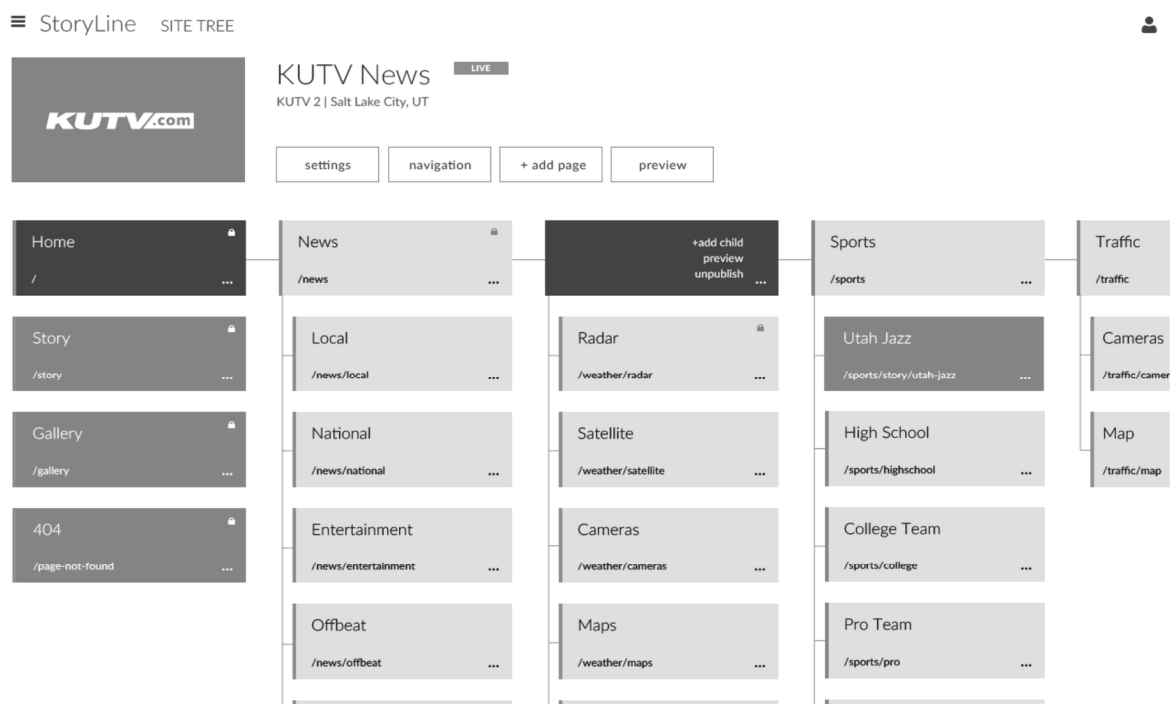 StoryLine SITE TREE
KUTV.com
KUTV News LIVE
KUTV 2 | Salt Lake City, UT
settings navigation + add page preview
Home
/
...
Story
/story
...
Gallery
/gallery
...
404
/page-not-found
...
News
/news
...
Local
/news/local
...
National
/news/national
...
Entertainment
/news/entertainment
...
Offbeat
/news/offbeat
...
+add child
preview
unpublish
...
Radar
/weather/radar
...
Satellite
/weather/satellite
...
Cameras
/weather/cameras
...
Maps
/weather/maps
...
Sports
/sports
...
Utah Jazz
/sports/story/utah-jazz
...
High School
/sports/highschool
...
College Team
/sports/college
...
Pro Team
/sports/pro
...
Traffic
/traffic
Cameras
/traffic/camer
Map
/traffic/map